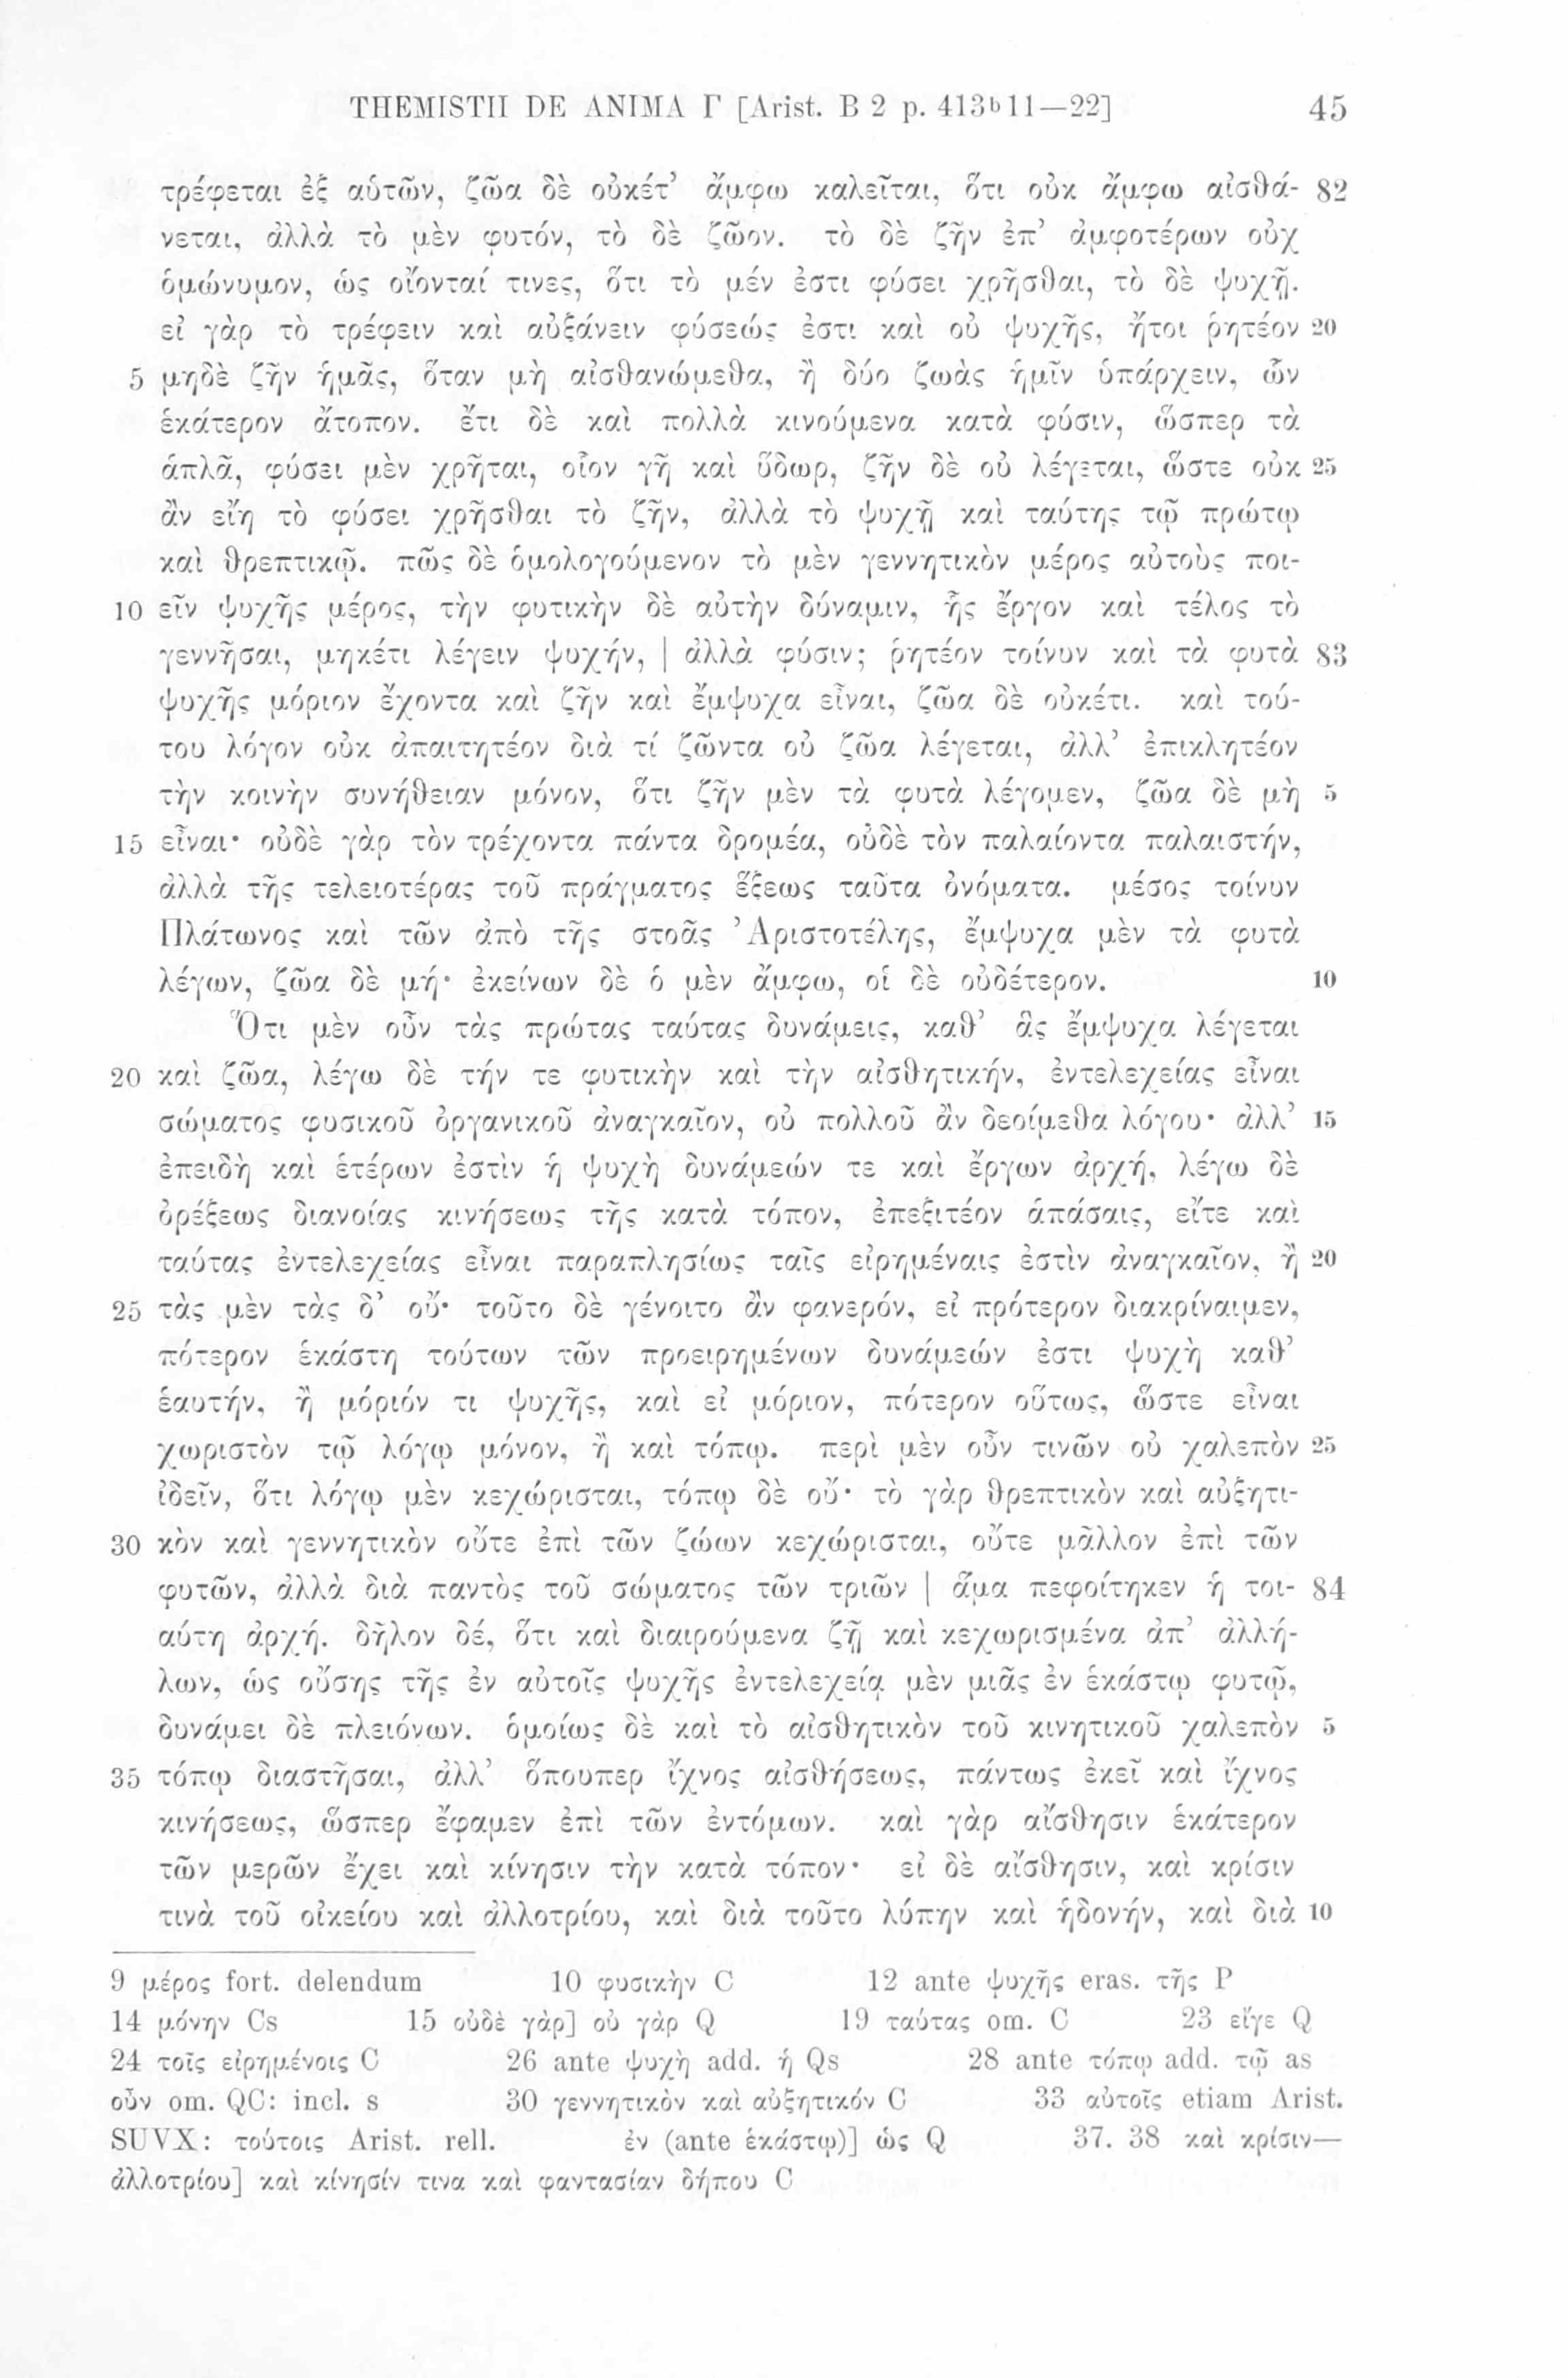 THEMISTII DE ANIMA Γ [Arist. B 2 p. 413b11—22] 45
τρέφεται ἐξ αὑτῶν, ζῶα δὲ οὐκέτ’ ἄμφω καλεῖται, ὅτι οὐκ ἄμφω αἰσθά- 82
νεται, ἀλλὰ τὸ μὲν φυτόν, τὸ δὲ ζῶον. τὸ δὲ ζῆν ἐπ’ ἀμφοτέρων οὐχ
ὁμώνυμον, ὡς οἴονταί τινες, ὅτι τὸ μέν ἐστι φύσει χρῆσθαι, τὸ δὲ ψυχῇ.
εἰ γὰρ τὸ τρέφειν καὶ αὐξάνειν φύσεώς ἐστι καὶ οὐ ψυχῆς, ἤτοι ῥητέον 20
5 μηδὲ ζῆν ἡμᾶς, ὅταν μὴ αἰσθανώμεθα, ἢ δύο ζωὰς ἡμῖν ὑπάρχειν, ὧν
ἑκάτερον ἄτοπον. ἔτι δὲ καὶ πολλὰ κινούμενα κατὰ φύσιν, ὥσπερ τὰ
ἁπλᾶ, φύσει μὲν χρῆται, οἷον γῆ καὶ ὕδωρ, ζῆν δὲ οὐ λέγεται, ὥστε οὐκ 25
ἂν εἴη τὸ φύσει χρῆσθαι τὸ ζῆν, ἀλλὰ τὸ ψυχῇ καὶ ταύτης τῷ πρώτῳ
καὶ θρεπτικῷ. πῶς δὲ ὁμολογούμενον τὸ μὲν γεννητικὸν μέρος αὐτοὺς ποι-
10 εῖν ψυχῆς μέρος, τὴν φυτικὴν δὲ αὐτὴν δύναμιν, ἧς ἔργον καὶ τέλος τὸ
γεννῆσαι, μηκέτι λέγειν ψυχήν, | ἀλλὰ φύσιν; ῥητέον τοίνυν καὶ τὰ φυτὰ 83
ψυχῆς μόριον ἔχοντα καὶ ζῆν καὶ ἔμψυχα εἶναι, ζῶα δὲ οὐκέτι. καὶ τού-
του λόγον οὐκ ἀπαιτητέον διὰ τί ζῶντα οὐ ζῶα λέγεται, ἀλλ’ ἐπικλητέον
τὴν κοινὴν συνήθειαν μόνον, ὅτι ζῆν μὲν τὰ φυτὰ λέγομεν, ζῶα δὲ μὴ 5
15 εἶναι· οὐδὲ γὰρ τὸν τρέχοντα πάντα δρομέα, οὐδὲ τὸν παλαίοντα παλαιστήν,
ἀλλὰ τῆς τελειοτέρας τοῦ πράγματος ἕξεως ταῦτα ὀνόματα. μέσος τοίνυν
Πλάτωνος καὶ τῶν ἀπὸ τῆς στοᾶς Ἀριστοτέλης, ἔμψυχα μὲν τὰ φυτὰ
λέγων, ζῶα δὲ μή· ἐκείνων δὲ ὁ μὲν ἄμφω, οἱ δὲ οὐδέτερον. 10
Ὅτι μὲν οὖν τὰς πρώτας ταύτας δυνάμεις, καθ’ ἃς ἔμψυχα λέγεται
20 καὶ ζῶα, λέγω δὲ τήν τε φυτικὴν καὶ τὴν αἰσθητικήν, ἐντελεχείας εἶναι
σώματος φυσικοῦ ὀργανικοῦ ἀναγκαῖον, οὐ πολλοῦ ἂν δεοίμεθα λόγου· ἀλλ’ 15
ἐπειδὴ καὶ ἑτέρων ἐστὶν ἡ ψυχὴ δυνάμεών τε καὶ ἔργων ἀρχή, λέγω δὲ
ὀρέξεως διανοίας κινήσεως τῆς κατὰ τόπον, ἐπεξιτέον ἁπάσαις, εἴτε καὶ
ταύτας ἐντελεχείας εἶναι παραπλησίως ταῖς εἰρημέναις ἐστὶν ἀναγκαῖον, ἢ 20
25 τὰς μὲν τὰς δ’ οὔ· τοῦτο δὲ γένοιτο ἂν φανερόν, εἰ πρότερον διακρίναιμεν,
πότερον ἑκάστη τούτων τῶν προειρημένων δυνάμεών ἐστι ψυχὴ καθ’
ἑαυτήν, ἢ μόριόν τι ψυχῆς, καὶ εἰ μόριον, πότερον οὕτως, ὥστε εἶναι
χωριστὸν τῷ λόγῳ μόνον, ἢ καὶ τόπῳ. περὶ μὲν οὖν τινῶν οὐ χαλεπὸν 25
ἰδεῖν, ὅτι λόγῳ μὲν κεχώρισται, τόπῳ δὲ οὔ· τὸ γὰρ θρεπτικὸν καὶ αὐξητι-
30 κὸν καὶ γεννητικὸν οὔτε ἐπὶ τῶν ζώων κεχώρισται, οὔτε μᾶλλον ἐπὶ τῶν
φυτῶν, ἀλλὰ διὰ παντὸς τοῦ σώματος τῶν τριῶν | ἅμα πεφοίτηκεν ἡ τοι- 84
αύτη ἀρχή. δῆλον δέ, ὅτι καὶ διαιρούμενα ζῇ καὶ κεχωρισμένα ἀπ’ ἀλλή-
λων, ὡς οὔσης τῆς ἐν αὐτοῖς ψυχῆς ἐντελεχείᾳ μὲν μιᾶς ἐν ἑκάστῳ φυτῷ,
δυνάμει δὲ πλειόνων. ὁμοίως δὲ καὶ τὸ αἰσθητικὸν τοῦ κινητικοῦ χαλεπὸν 5
35 τόπῳ διαστῆσαι, ἀλλ’ ὅπουπερ ἴχνος αἰσθήσεως, πάντως ἐκεῖ καὶ ἴχνος
κινήσεως, ὥσπερ ἔφαμεν ἐπὶ τῶν ἐντόμων. καὶ γὰρ αἴσθησιν ἑκάτερον
τῶν μερῶν ἔχει καὶ κίνησιν τὴν κατὰ τόπον· εἰ δὲ αἴσθησιν, καὶ κρίσιν
τινὰ τοῦ οἰκείου καὶ ἀλλοτρίου, καὶ διὰ τοῦτο λύπην καὶ ἡδονήν, καὶ διὰ 10
9 μέρος fort. delendum 10 φυσικὴν C 12 ante ψυχῆς eras. τῆς P
14 μόνην Cs 15 οὐδὲ γὰρ] οὐ γὰρ Q 19 ταύτας om. C 23 εἴγε Q
24 τοῖς εἰρημένοις C 26 ante ψυχὴ add. ἡ Qs 28 ante τόπῳ add. τῷ as
οὖν om. QC: incl. s 30 γεννητικὸν καὶ αὐξητικόν C 33 αὐτοῖς etiam Arist.
SUVX: τούτοις Arist. rell. ἐν (ante ἑκάστῳ)] ὡς Q 37. 38 καὶ κρίσιν—
ἀλλοτρίου] καὶ κίνησίν τινα καὶ φαντασίαν δήπου C